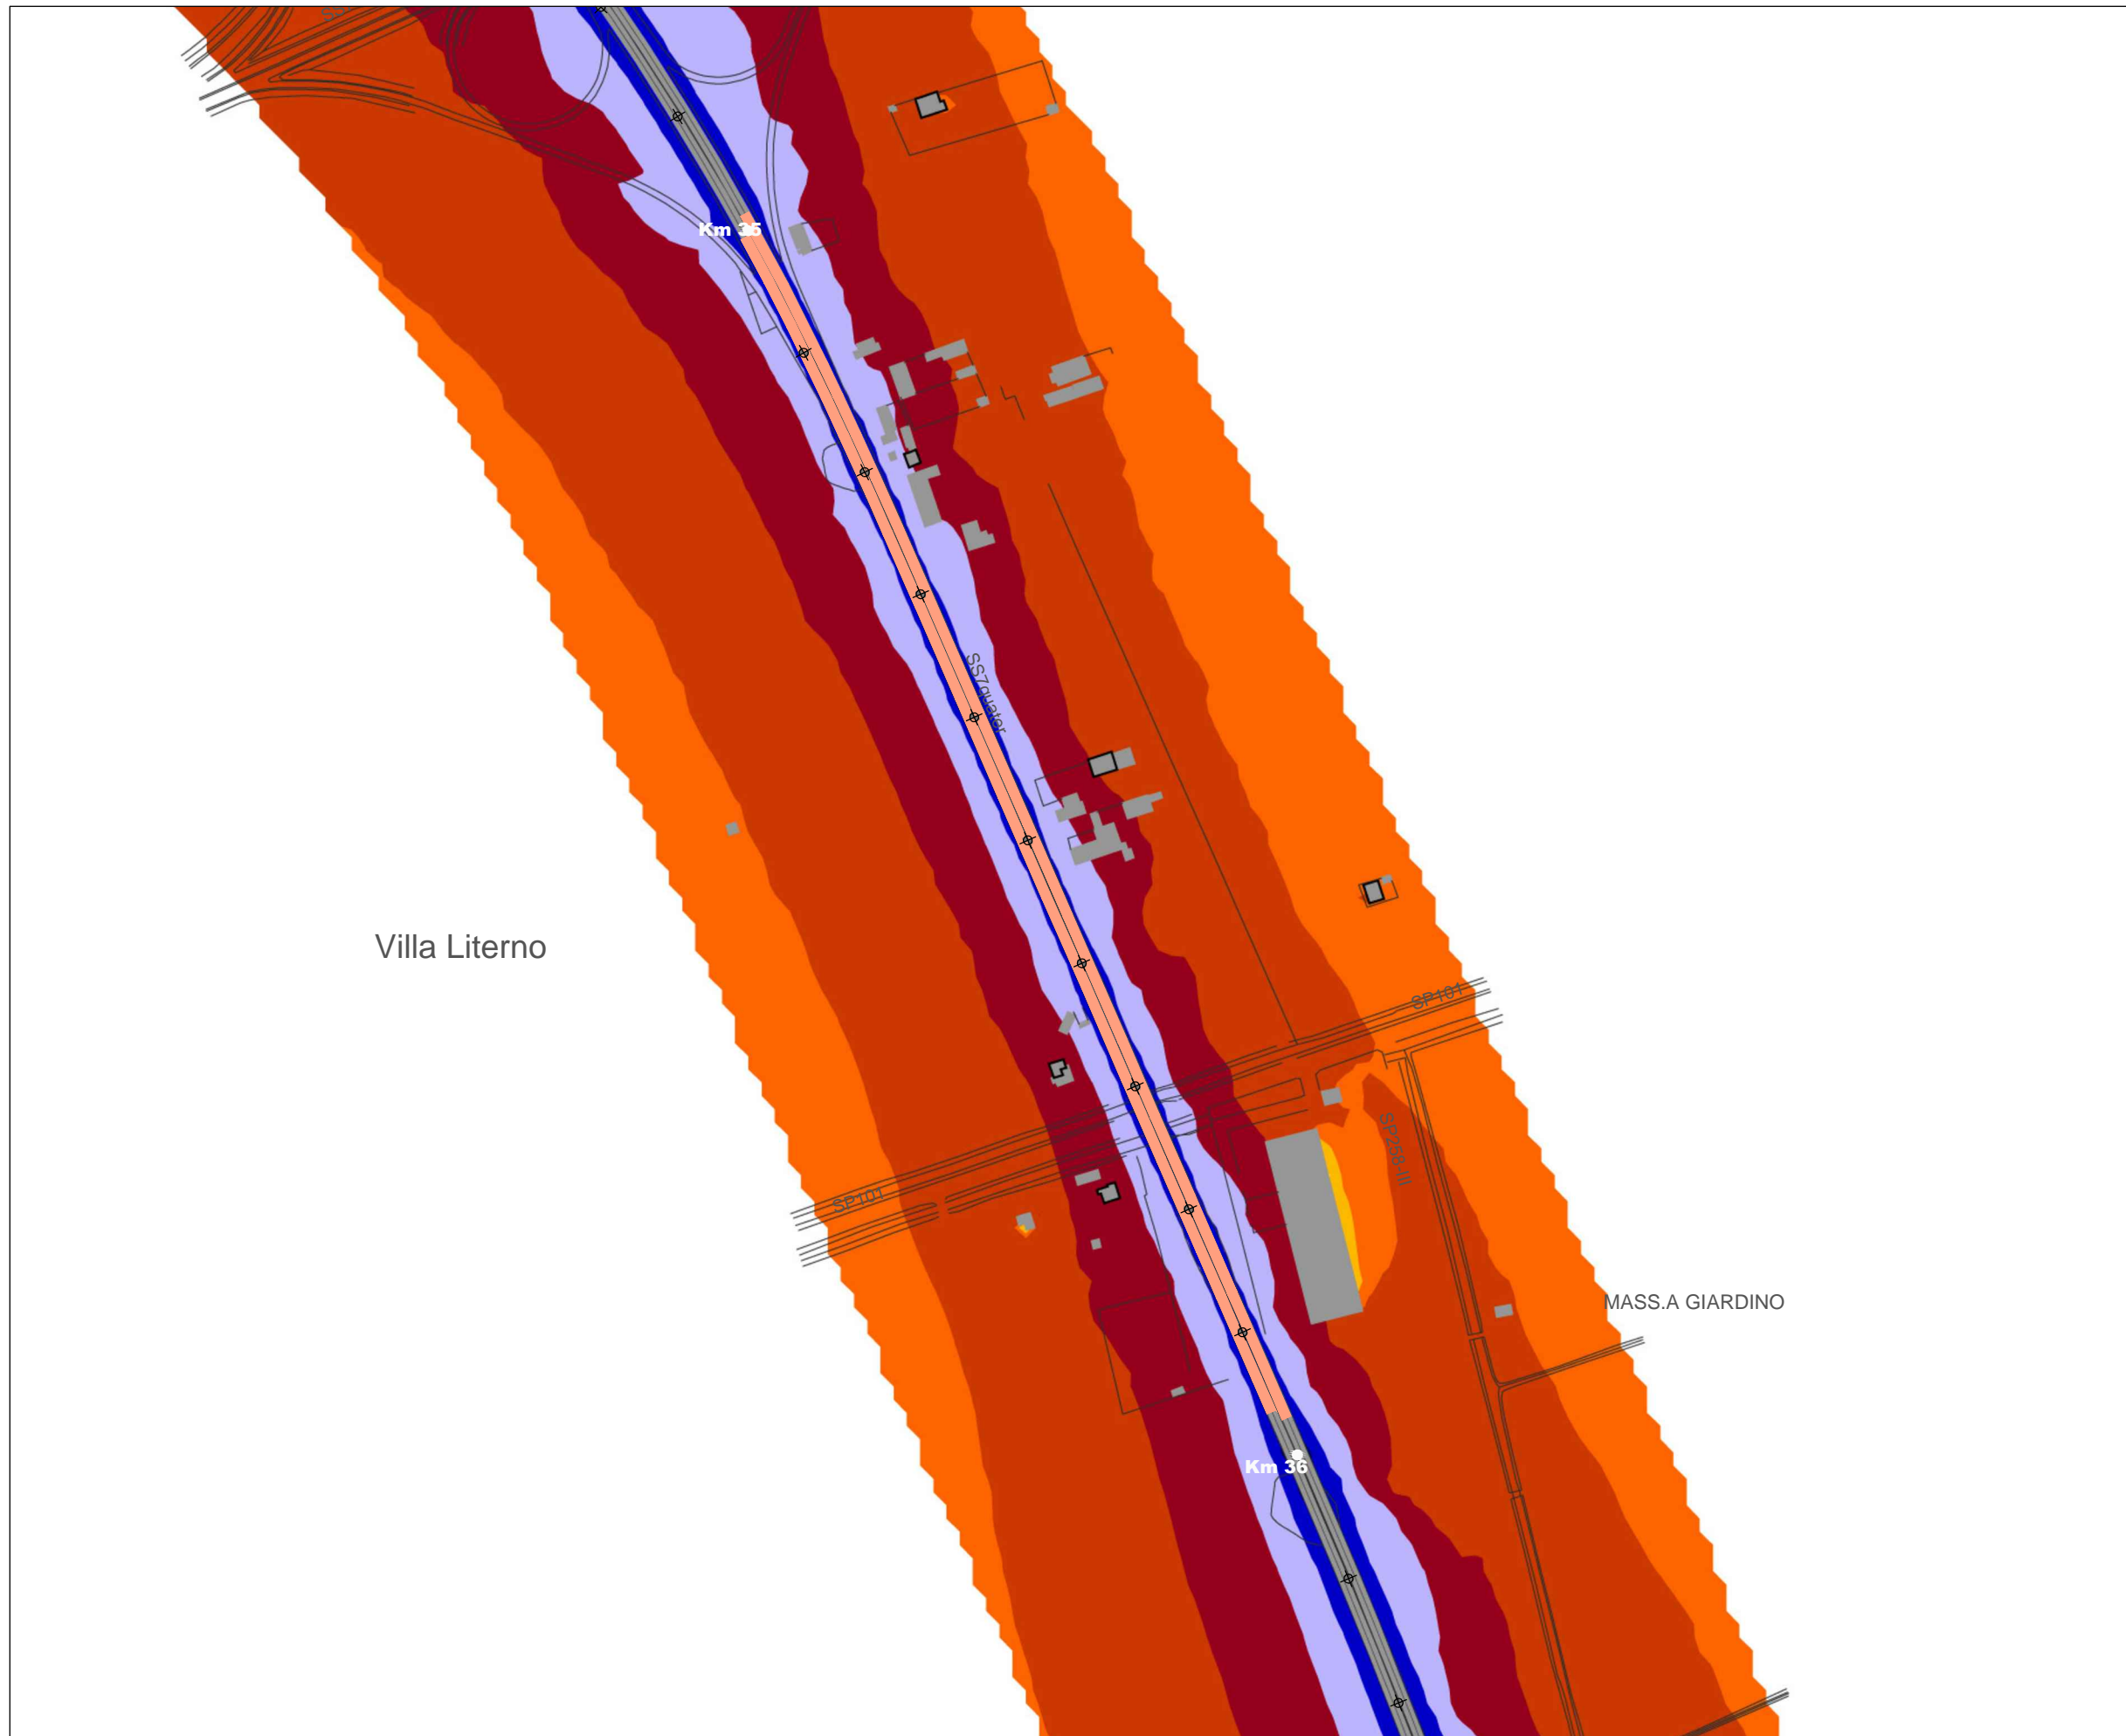 Km 35
SS7quater
Villa Literno
SP101
SP258-III
SP101
MASS.A GIARDINO
Km 36